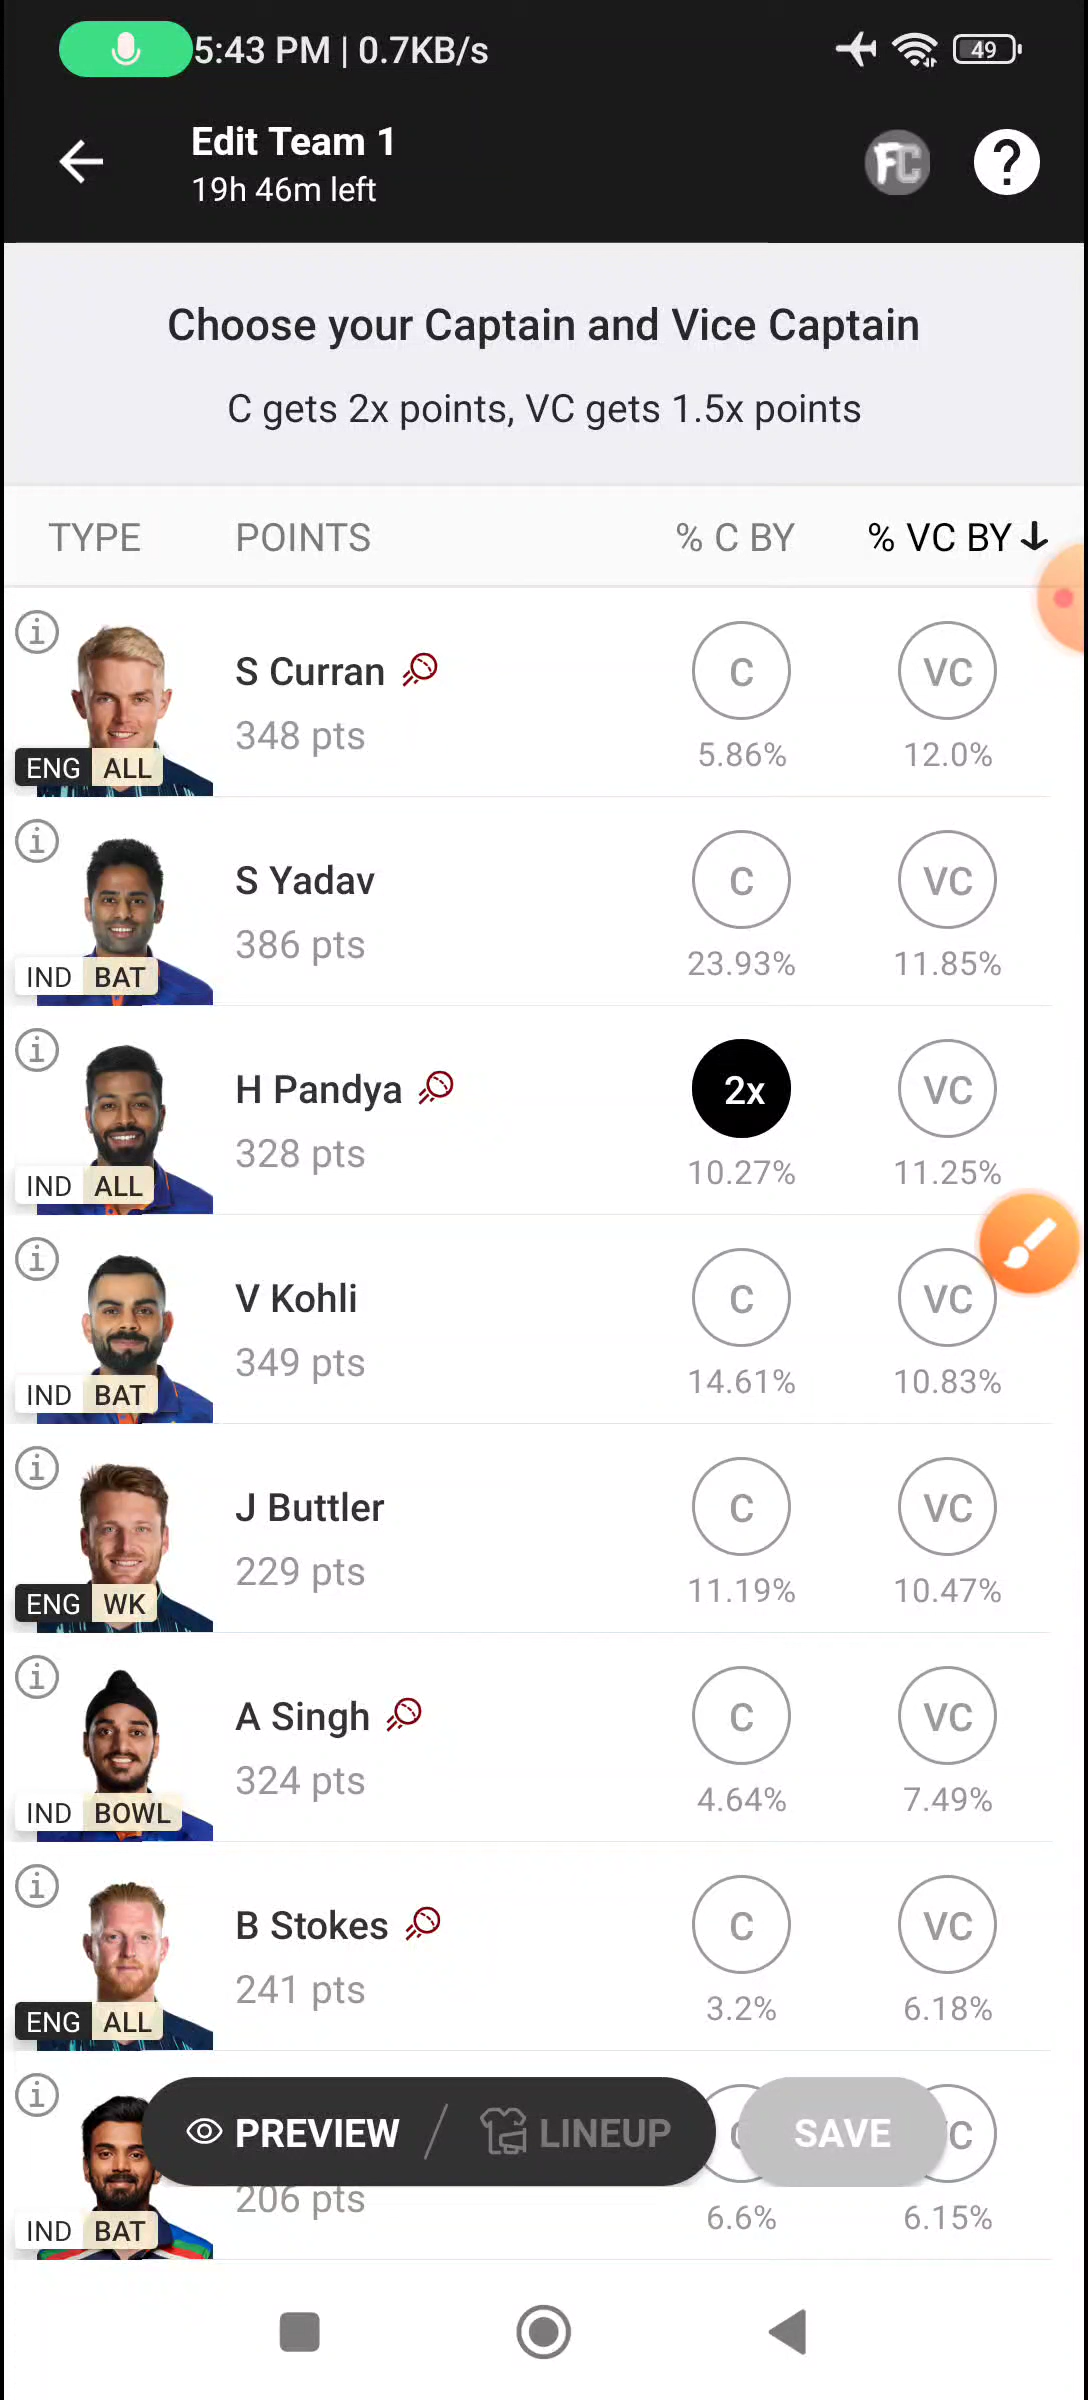 5:43 PM | 0.7KB/s
49
Edit Team 1
19h 46m left
FC
?
Choose your Captain and Vice Captain
C gets 2x points, VC gets 1.5x points
TYPE POINTS % C BY % VC BY
S Curran C VC
348 pts 5.86% 12.0%
ENG ALL
S Yadav C VC
386 pts 23.93% 11.85%
IND BAT
H Pandya 2x VC
328 pts 10.27% 11.25%
IND ALL
V Kohli C VC
349 pts 14.61% 10.83%
IND BAT
J Buttler C VC
229 pts 11.19% 10.47%
ENG WK
A Singh C VC
324 pts 4.64% 7.49%
IND BOWL
B Stokes C VC
241 pts 3.2% 6.18%
ENG ALL
PREVIEW / LINEUP SAVE C
206 pts 6.6% 6.15%
IND BAT